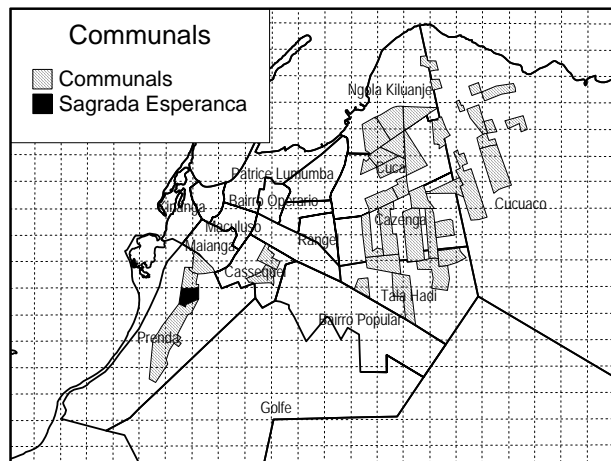 Communals
Communals
Sagrada Esperanca
Ngola Kiluanje
Patrice Lumumba
Cuca
Bairro Operario
Kinanga
Cucuaco
Maculuso
Cazenga
Maianga
Rangel
Cassequel
Tala Hadi
Bairro Popular
Prenda
Golfe